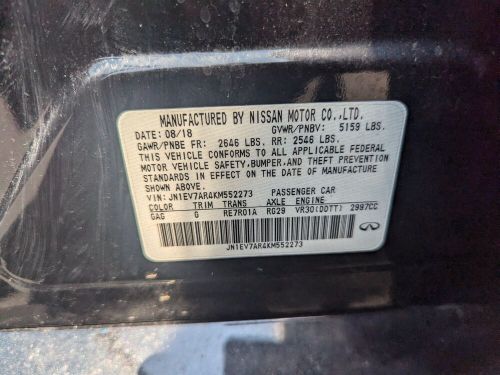 MANUFACTURED BY NISSAN MOTOR CO.,LTD.
DATE: 08/18 GVWR/PNBV: 5159 LBS.
GAWR/PNBE FR: 2646 LBS. RR: 2546 LBS.
THIS VEHICLE CONFORMS TO ALL APPLICABLE FEDERAL
MOTOR VEHICLE SAFETY, BUMPER, AND THEFT PREVENTION
STANDARDS IN EFFECT ON THE DATE OF MANUFACTURE
SHOWN ABOVE.
VIN: JN1EV7AR4KM552273 PASSENGER CAR
COLOR TRIM TRANS AXLE ENGINE
GAG G RE7R01A RG29 VR30(DDTT) 2997CC
JN1EV7AR4KM552273